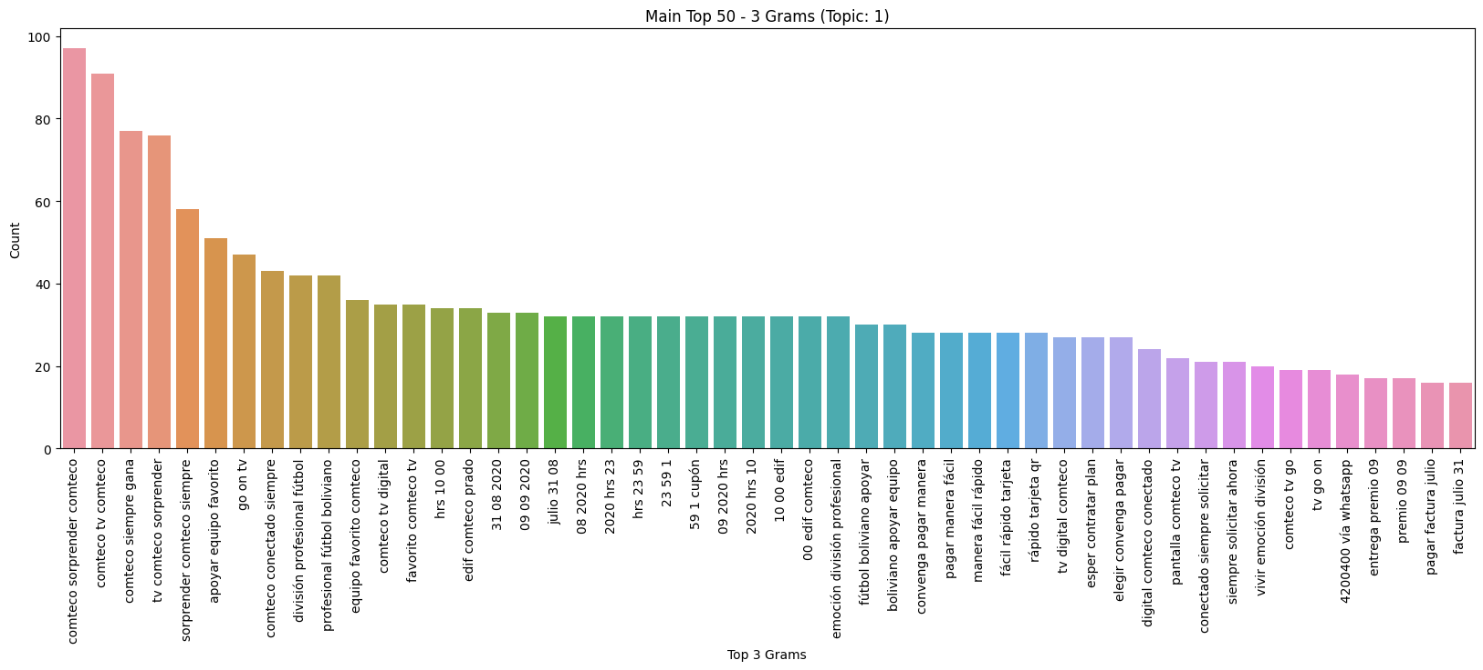 Main Top 50 - 3 Grams (Topic: 1)
100
80
60
40
20
0
Count
comteco sorprender comteco
comteco tv comteco
comteco siempre gana
tv comteco sorprender
sorprender comteco siempre
apoyar equipo favorito
go on tv
comteco conectado siempre
división profesional fútbol
profesional fútbol boliviano
equipo favorito comteco
comteco tv digital
favorito comteco tv
hrs 10 00
edif comteco prado
31 08 2020
09 09 2020
julio 31 08
08 2020 hrs
2020 hrs 23
hrs 23 59
23 59 1
59 1 cupón
09 2020 hrs
2020 hrs 10
10 00 edif
00 edif comteco
emoción división profesional
fútbol boliviano apoyar
boliviano apoyar equipo
convenga pagar manera
pagar manera fácil
manera fácil rápido
fácil rápido tarjeta
rápido tarjeta qr
tv digital comteco
esper contratar plan
elegir convenga pagar
digital comteco conectado
pantalla comteco tv
conectado siempre solicitar
siempre solicitar ahora
vivir emoción división
comteco tv go
tv go on
4200400 vía whatsapp
entrega premio 09
premio 09 09
pagar factura julio
factura julio 31
Top 3 Grams